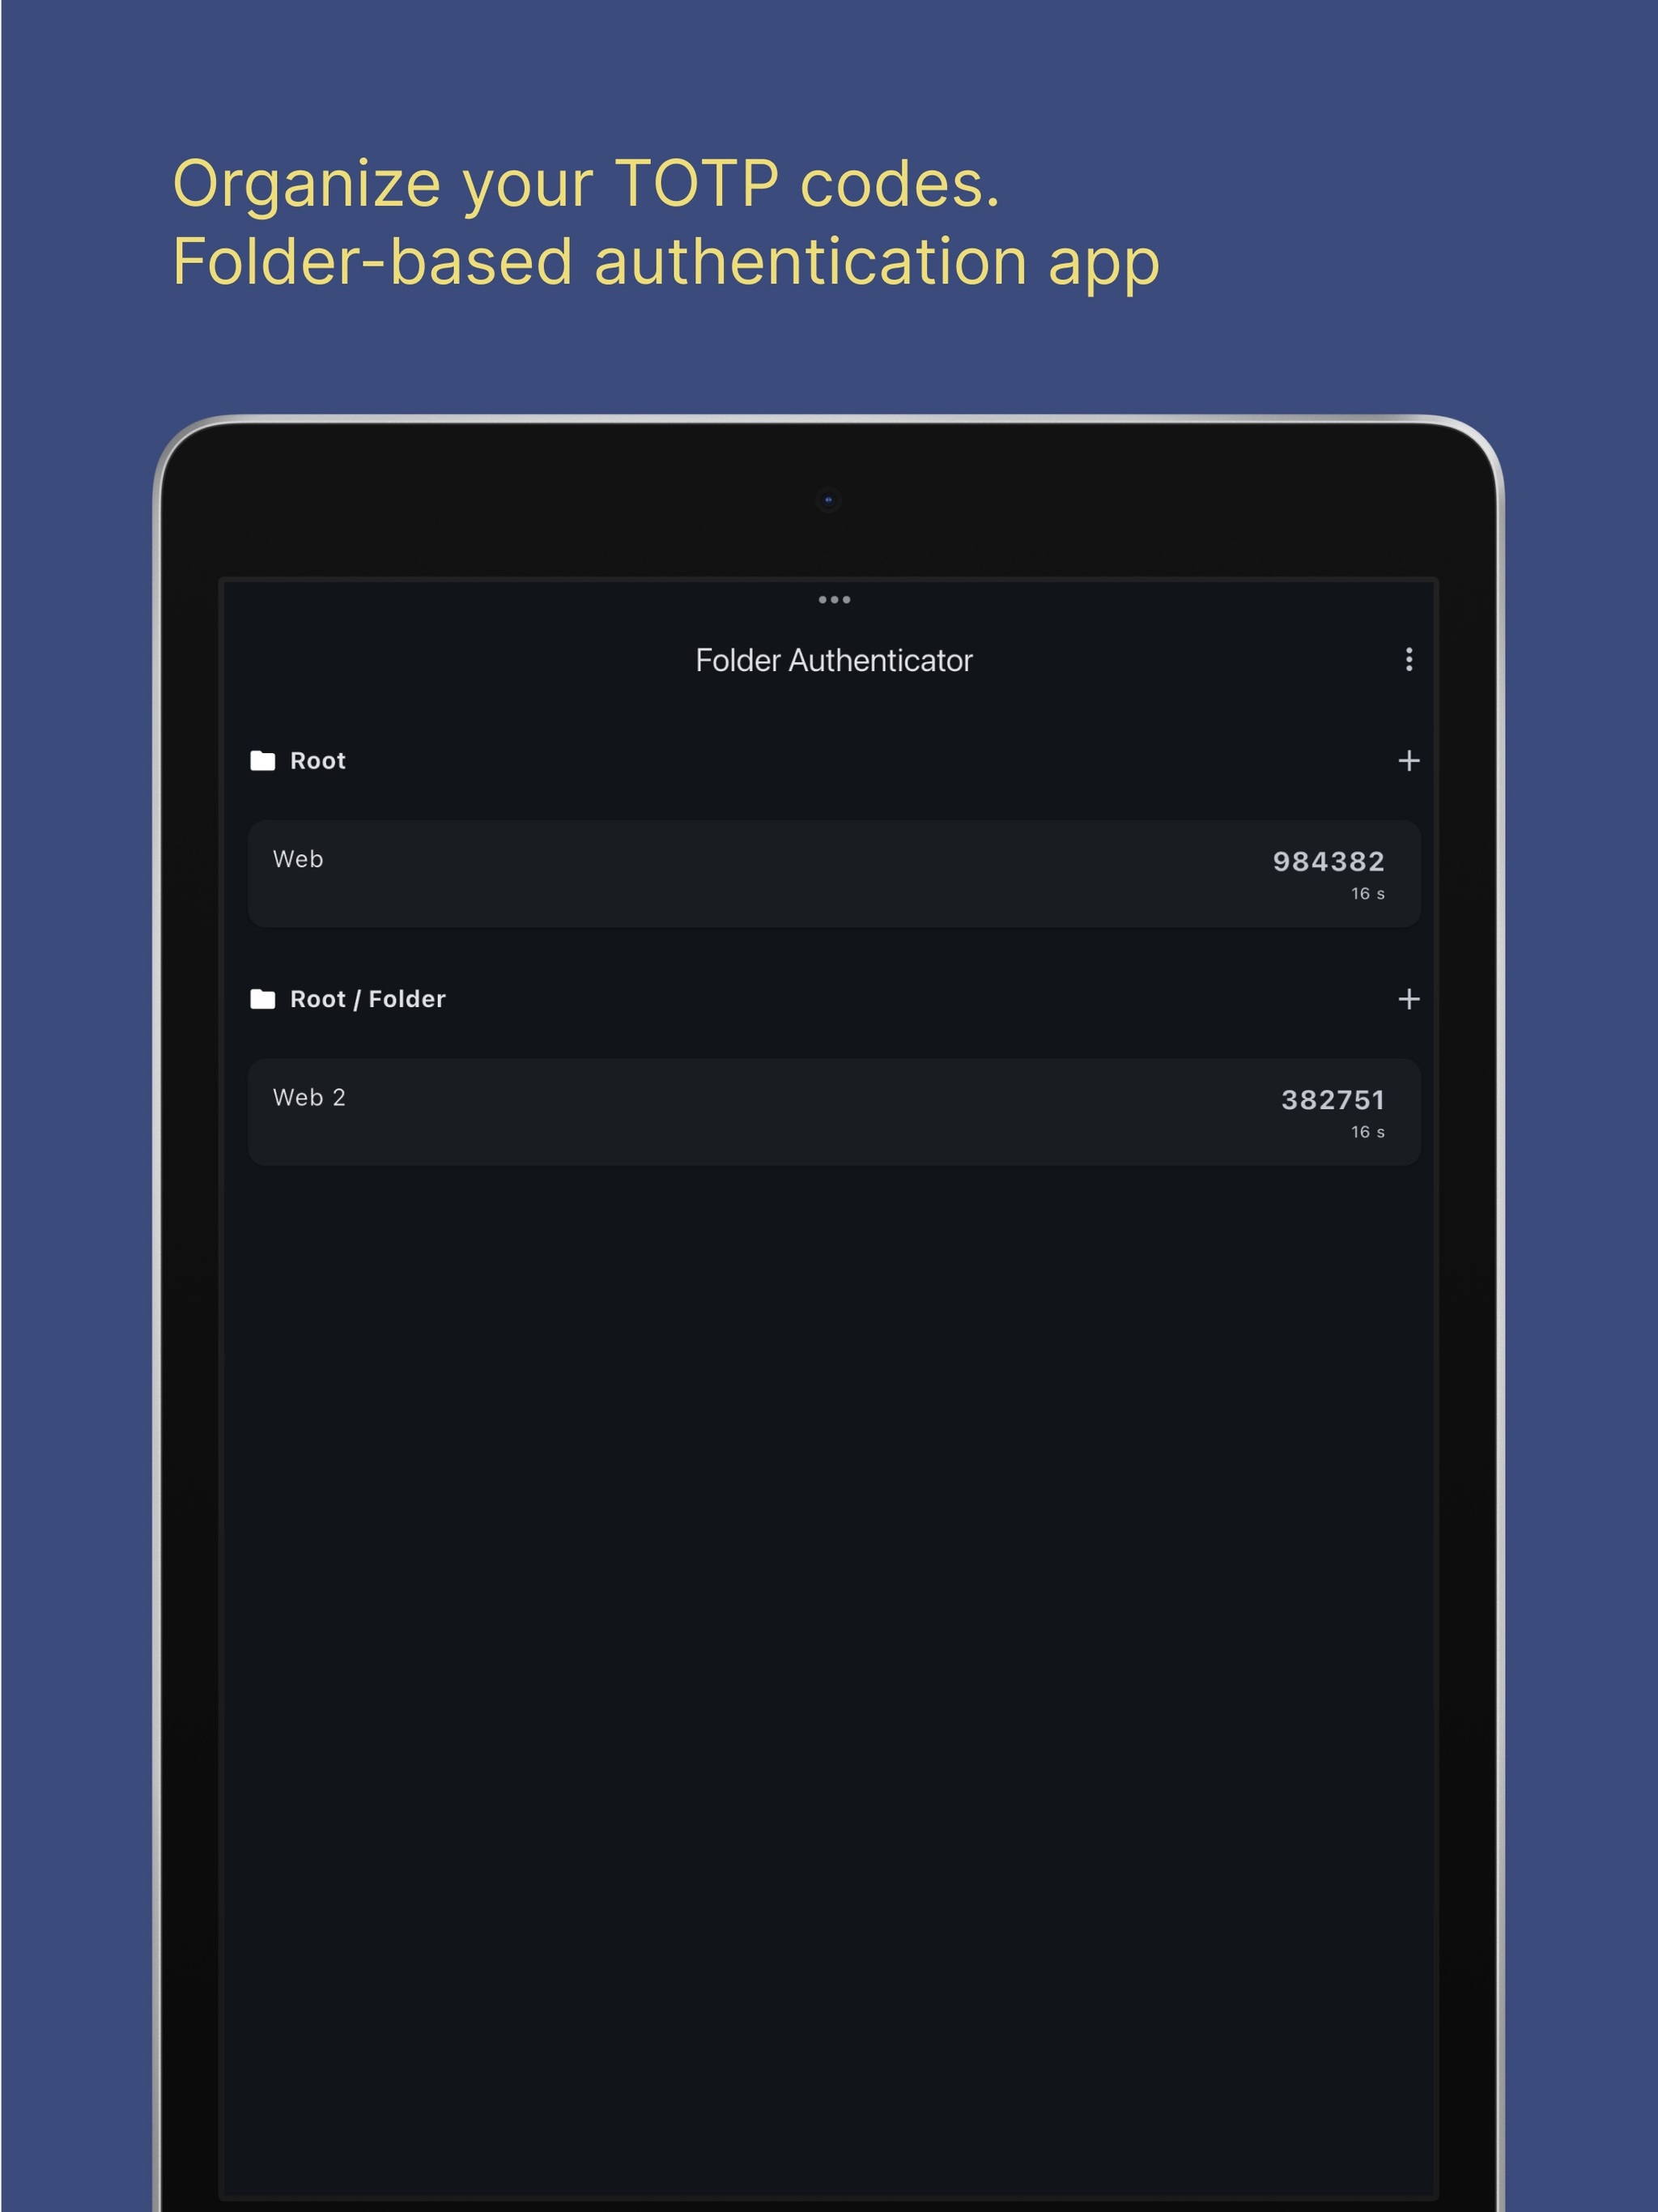 Organize your TOTP codes.
Folder-based authentication app
Folder Authenticator
Root
Web
984382
16 s
Root / Folder
Web 2
382751
16 s